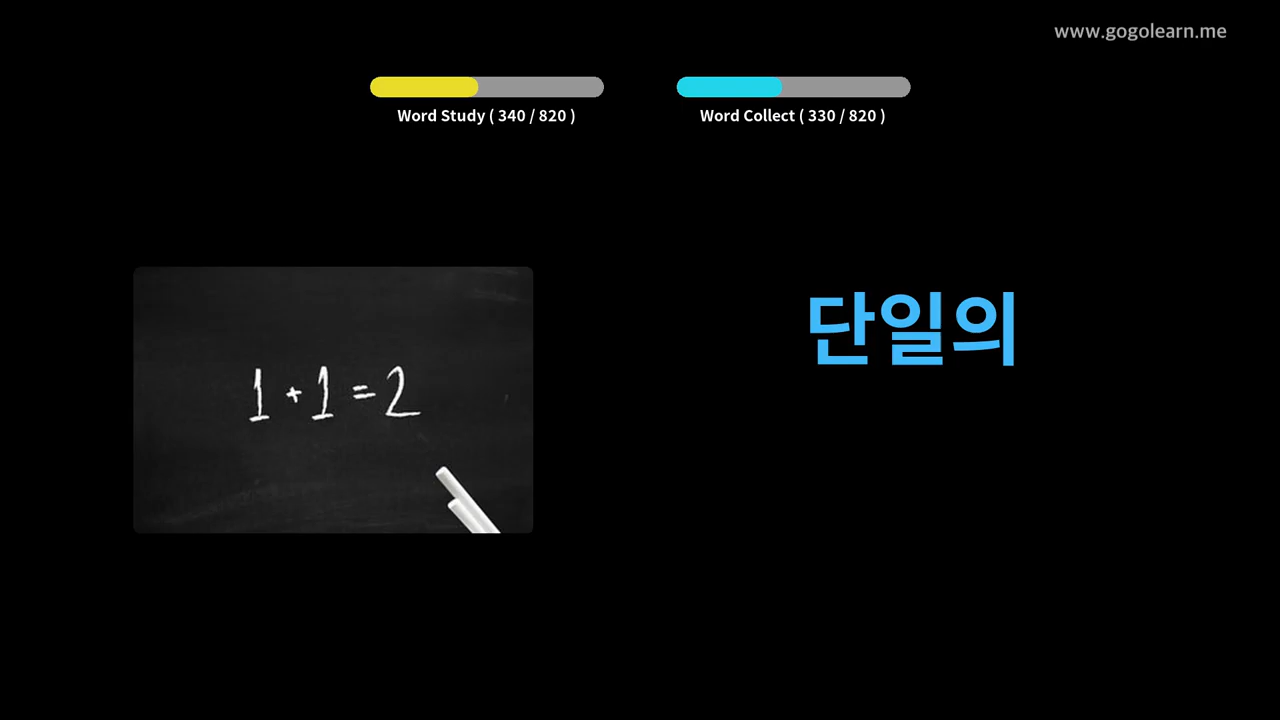 www.gogolearn.me
Word Study ( 340 / 820 )
Word Collect ( 330 / 820 )
1 + 1 = 2
단일의